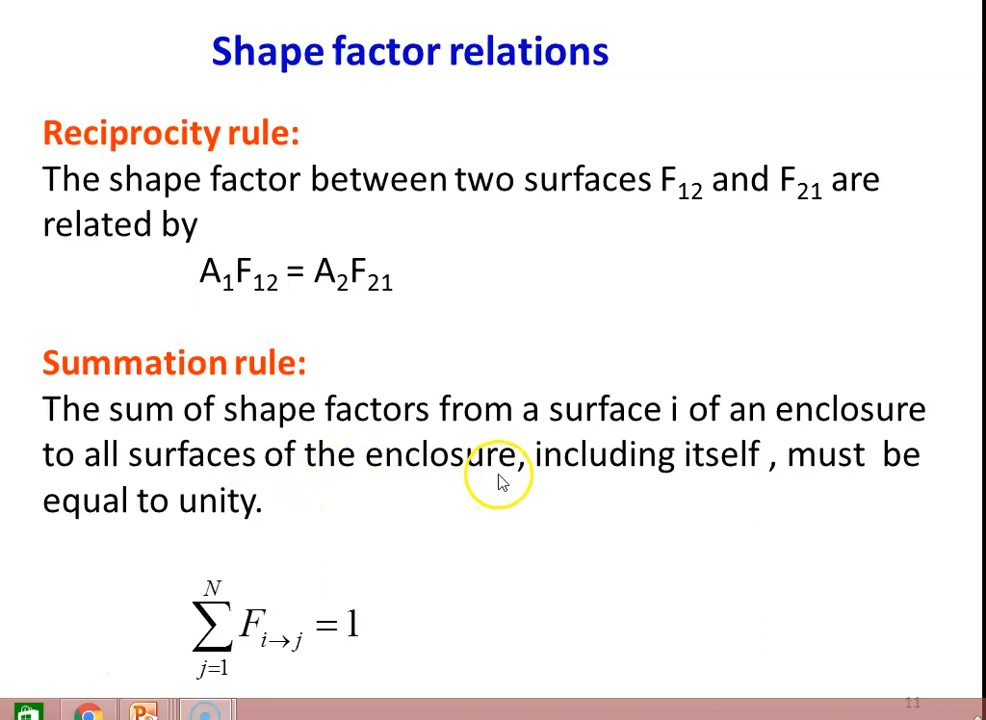 Shape factor relations
Reciprocity rule:
The shape factor between two surfaces F₁₂ and F₂₁ are
related by
A₁F₁₂ = A₂F₂₁
Summation rule:
The sum of shape factors from a surface i of an enclosure
to all surfaces of the enclosure, including itself , must be
equal to unity.
N
∑ F i→j = 1
j=1
11